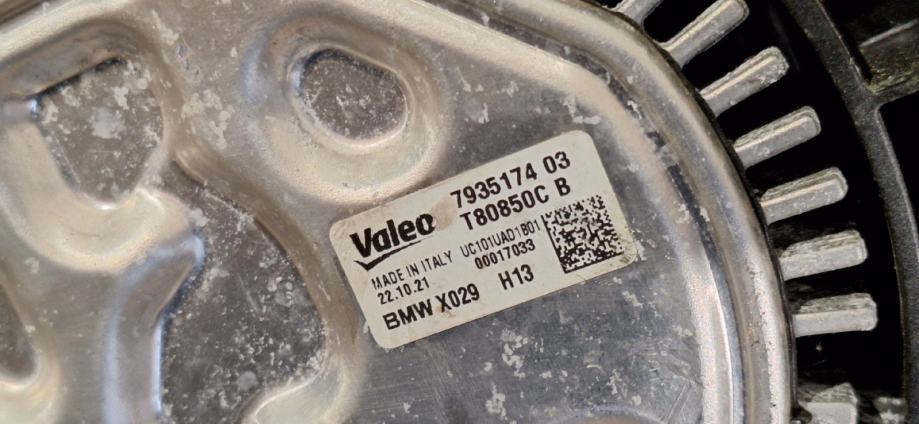 7935174 03
T80850C B
Valeo
MADE IN ITALY UC101UAD1801
22.10.21 00017033
BMW X029 H13